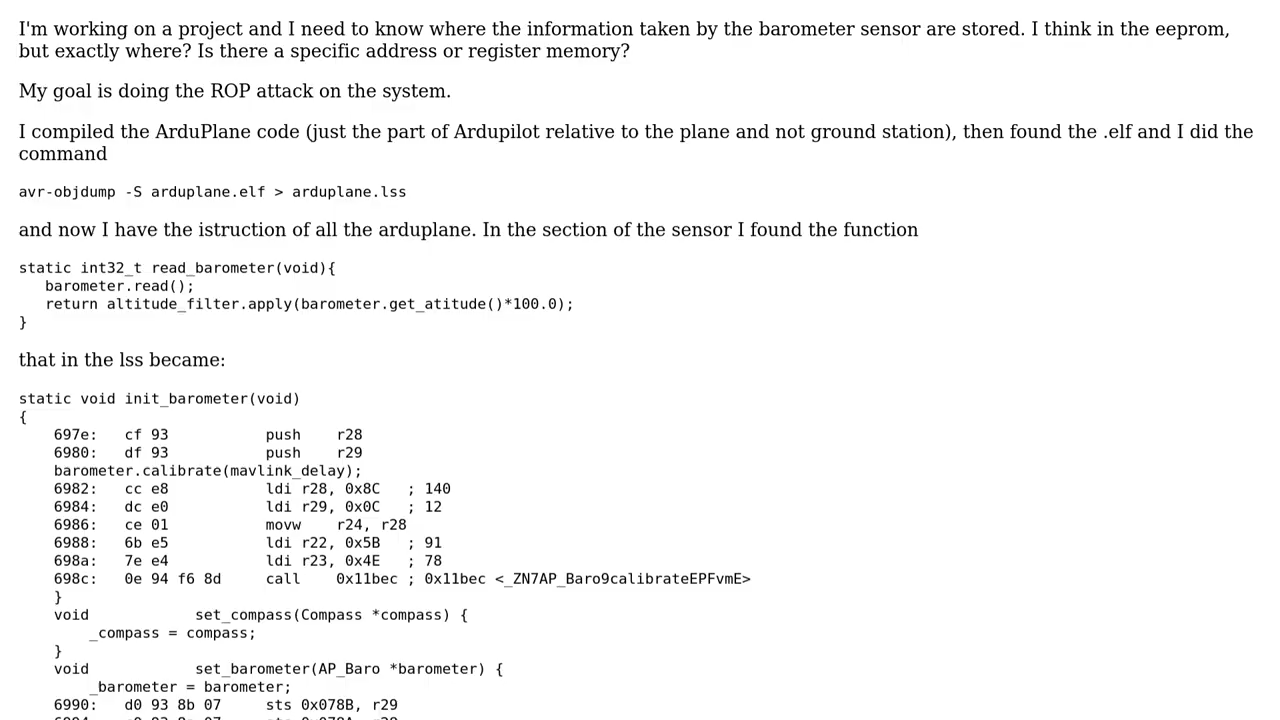 I'm working on a project and I need to know where the information taken by the barometer sensor are stored. I think in the eeprom,
but exactly where? Is there a specific address or register memory?
My goal is doing the ROP attack on the system.
I compiled the ArduPlane code (just the part of Ardupilot relative to the plane and not ground station), then found the .elf and I did the
command
avr-objdump -S arduplane.elf > arduplane.lss
and now I have the istruction of all the arduplane. In the section of the sensor I found the function
static int32_t read_barometer(void){
   barometer.read();
   return altitude_filter.apply(barometer.get_atitude()*100.0);
}
that in the lss became:
static void init_barometer(void)
{
    697e:   cf 93           push    r28
    6980:   df 93           push    r29
    barometer.calibrate(mavlink_delay);
    6982:   cc e8           ldi r28, 0x8C   ; 140
    6984:   dc e0           ldi r29, 0x0C   ; 12
    6986:   ce 01           movw    r24, r28
    6988:   6b e5           ldi r22, 0x5B   ; 91
    698a:   7e e4           ldi r23, 0x4E   ; 78
    698c:   0e 94 f6 8d     call    0x11bec ; 0x11bec <_ZN7AP_Baro9calibrateEPFvmE>
    }
    void            set_compass(Compass *compass) {
        _compass = compass;
    }
    void            set_barometer(AP_Baro *barometer) {
        _barometer = barometer;
    6990:   d0 93 8b 07     sts 0x078B, r29